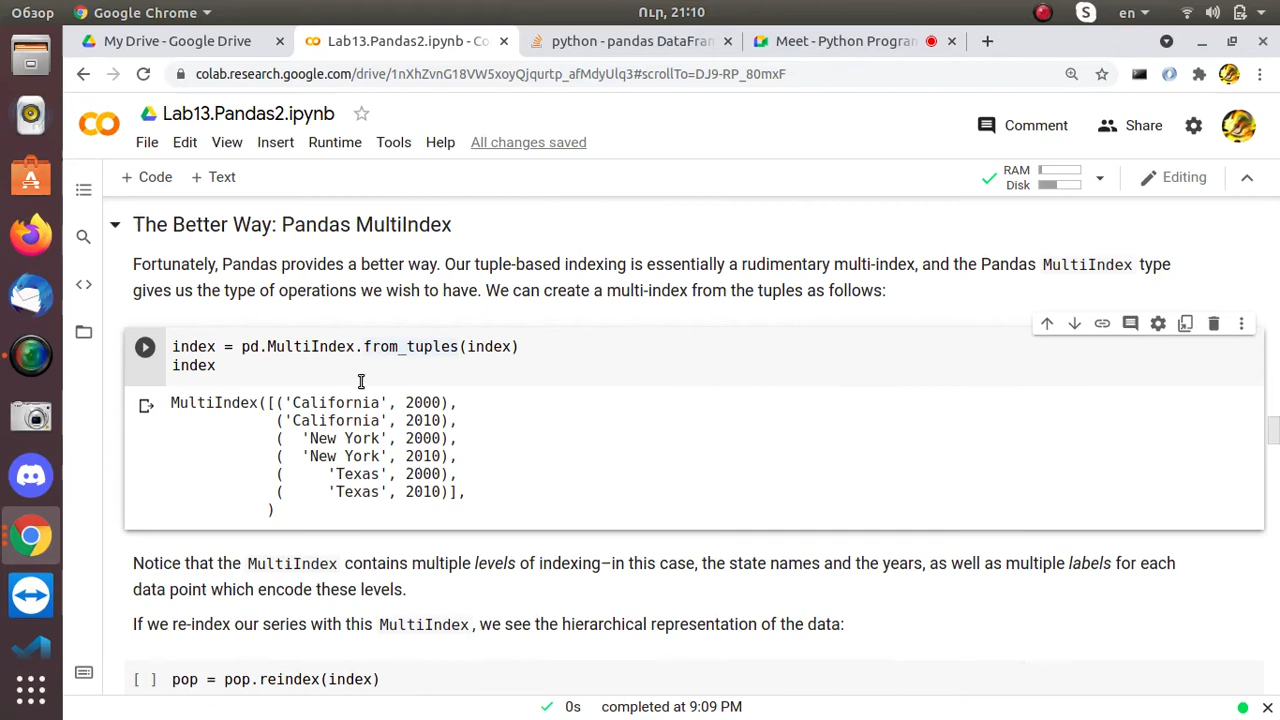 Обзор
Google Chrome
Ուր, 21:10
en
My Drive - Google Drive
Lab13.Pandas2.ipynb - Co
python - pandas DataFran
Meet - Python Progran
colab.research.google.com/drive/1nXhZvnG18VW5xoyQjqurtp_afMdyUlq3#scrollTo=DJ9-RP_80mxF
Lab13.Pandas2.ipynb
Comment
Share
File Edit View Insert Runtime Tools Help All changes saved
+ Code + Text
RAM
Disk
Editing
The Better Way: Pandas MultiIndex
Fortunately, Pandas provides a better way. Our tuple-based indexing is essentially a rudimentary multi-index, and the Pandas MultiIndex type
gives us the type of operations we wish to have. We can create a multi-index from the tuples as follows:
index = pd.MultiIndex.from_tuples(index)
index
MultiIndex([('California', 2000),
('California', 2010),
( 'New York', 2000),
( 'New York', 2010),
( 'Texas', 2000),
( 'Texas', 2010)],
)
Notice that the MultiIndex contains multiple levels of indexing–in this case, the state names and the years, as well as multiple labels for each
data point which encode these levels.
If we re-index our series with this MultiIndex, we see the hierarchical representation of the data:
[ ] pop = pop.reindex(index)
0s completed at 9:09 PM